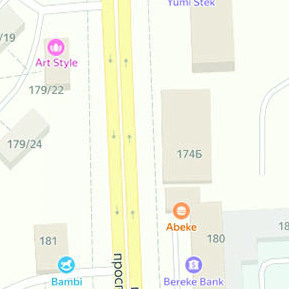 Yumi Stek
/19
Art Style
179/22
174Б
179/24
Abeke
181
180
Bambi
Bereke Bank
просп